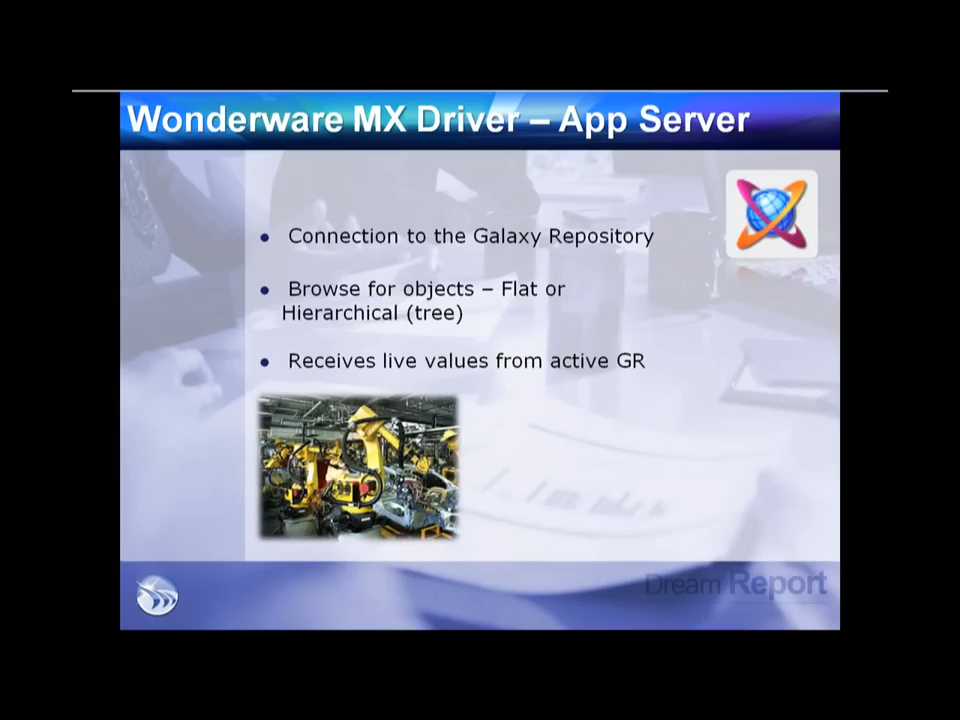 Wonderware MX Driver – App Server
• Connection to the Galaxy Repository
• Browse for objects – Flat or
Hierarchical (tree)
• Receives live values from active GR
Dream Report